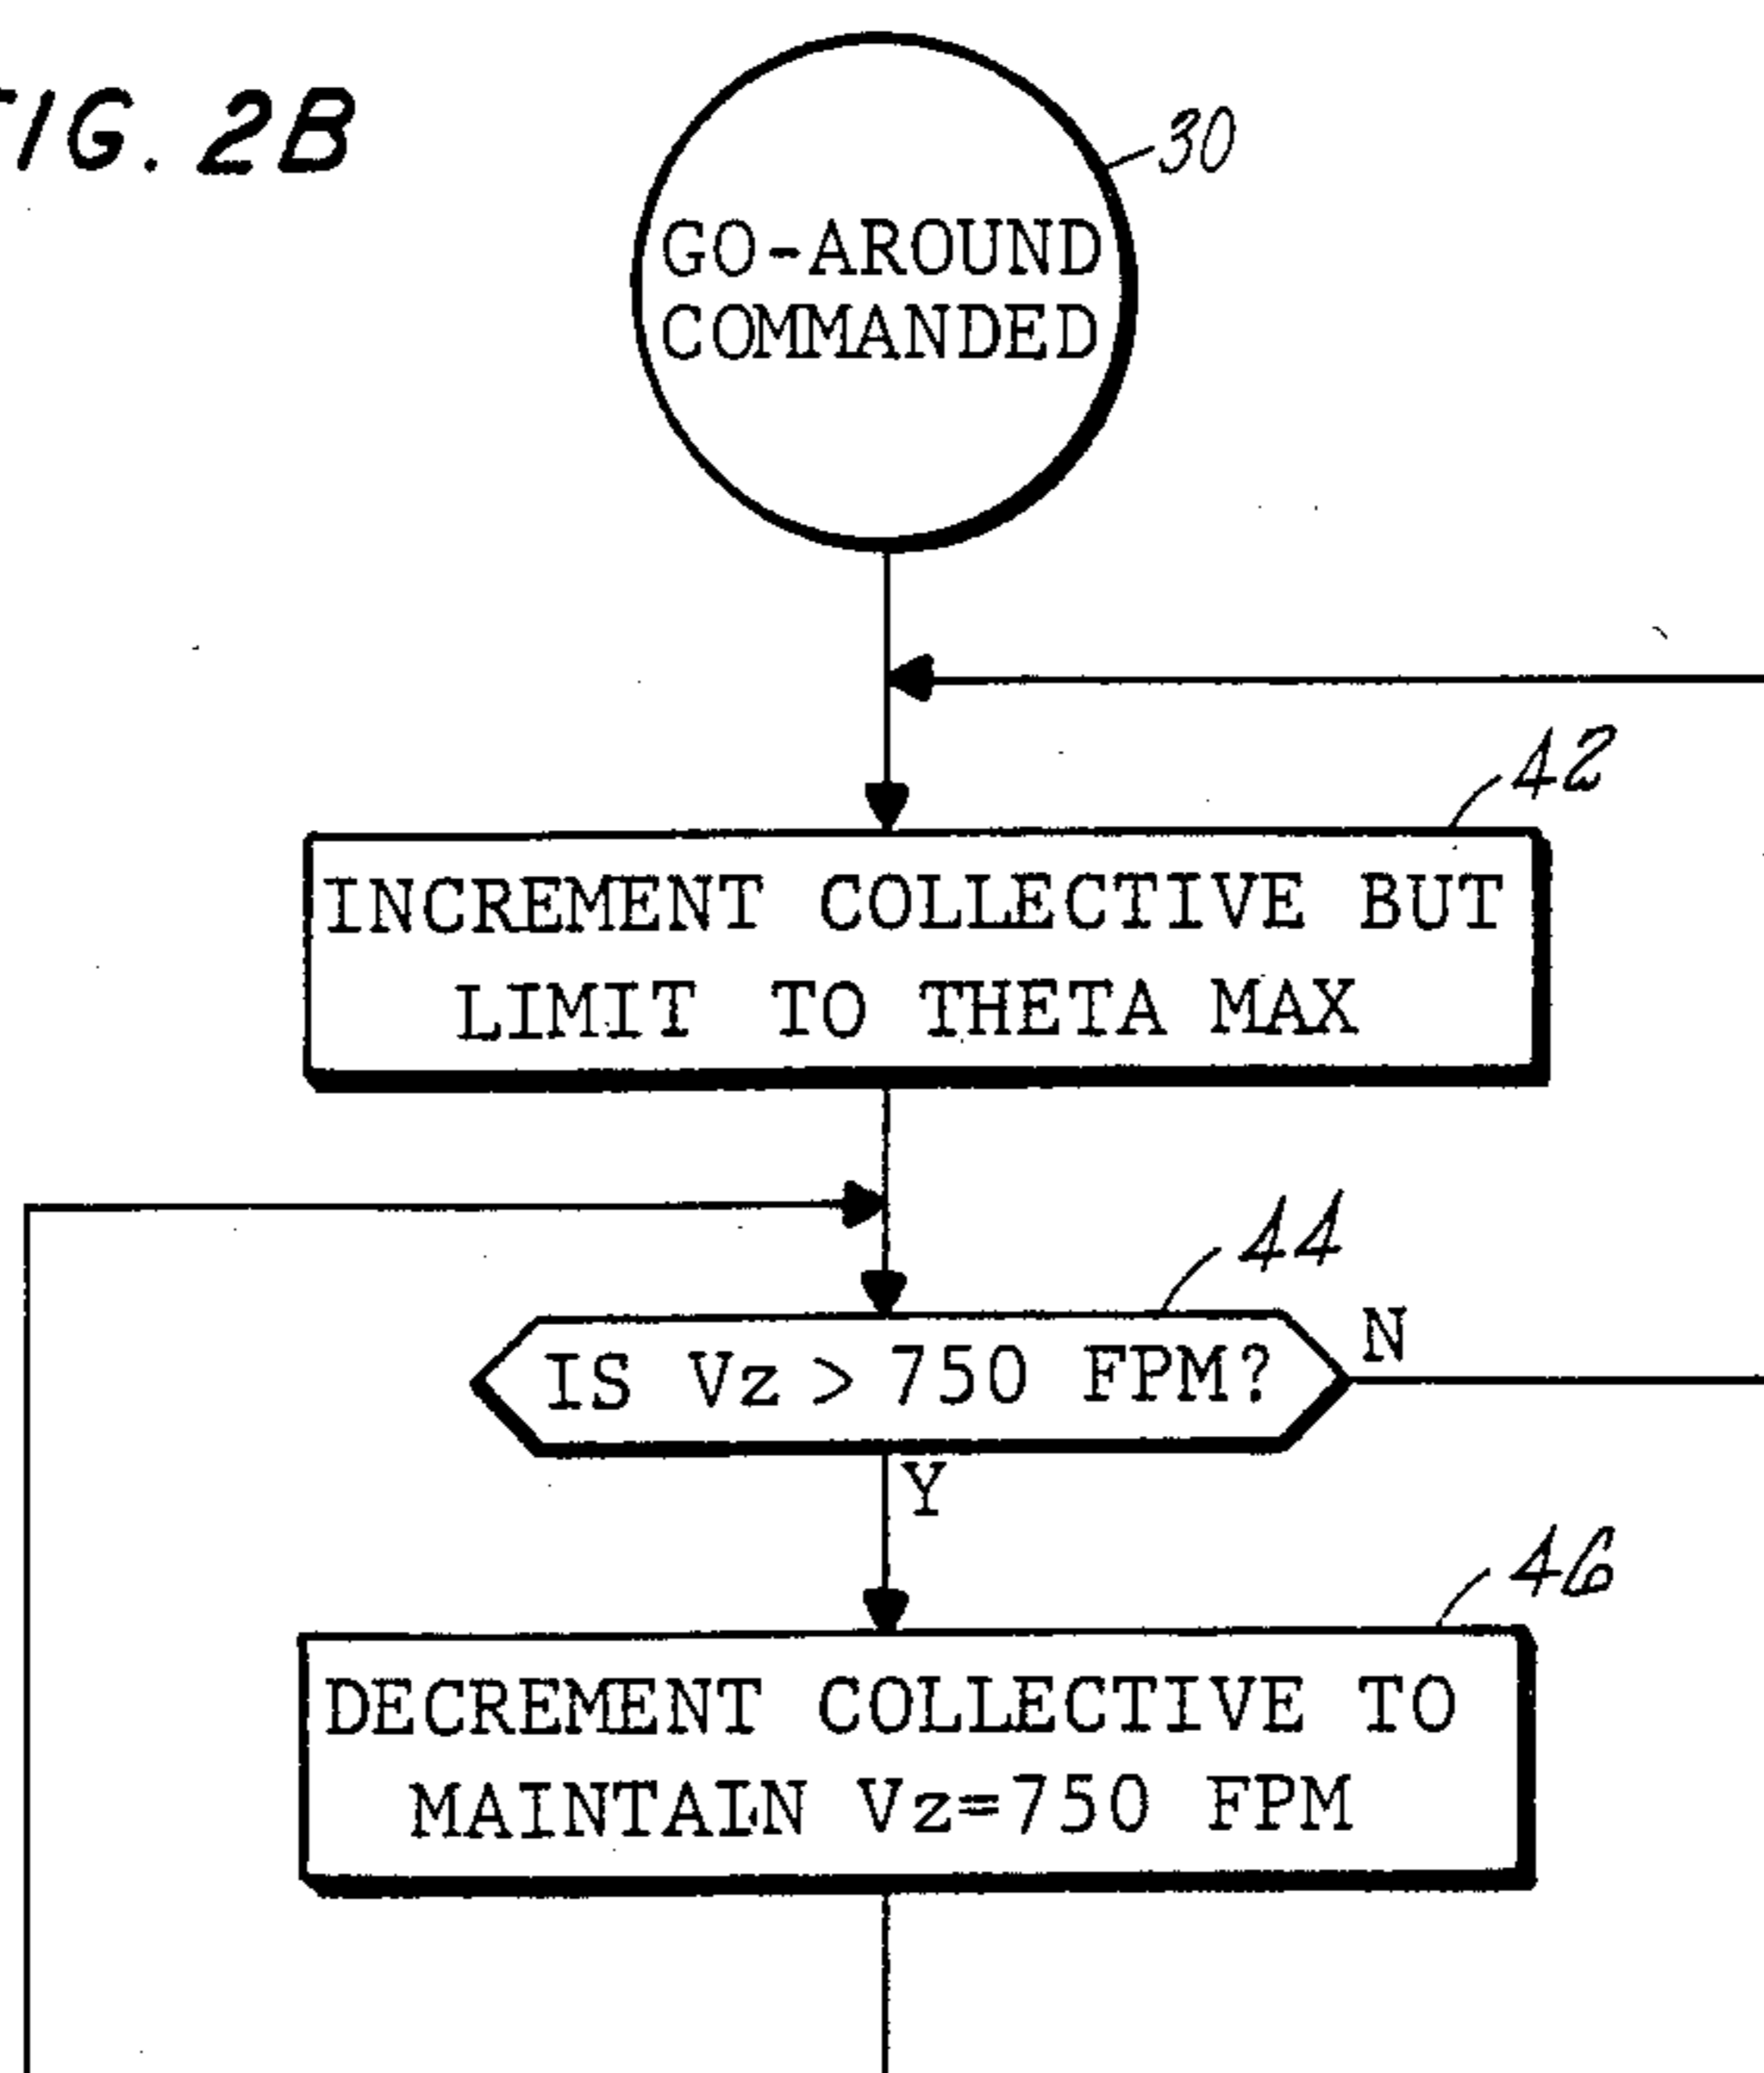 FIG. 2B
30
GO-AROUND
COMMANDED
42
INCREMENT COLLECTIVE BUT
LIMIT TO THETA MAX
44
IS Vz > 750 FPM?
N
Y
46
DECREMENT COLLECTIVE TO
MAINTAIN Vz=750 FPM